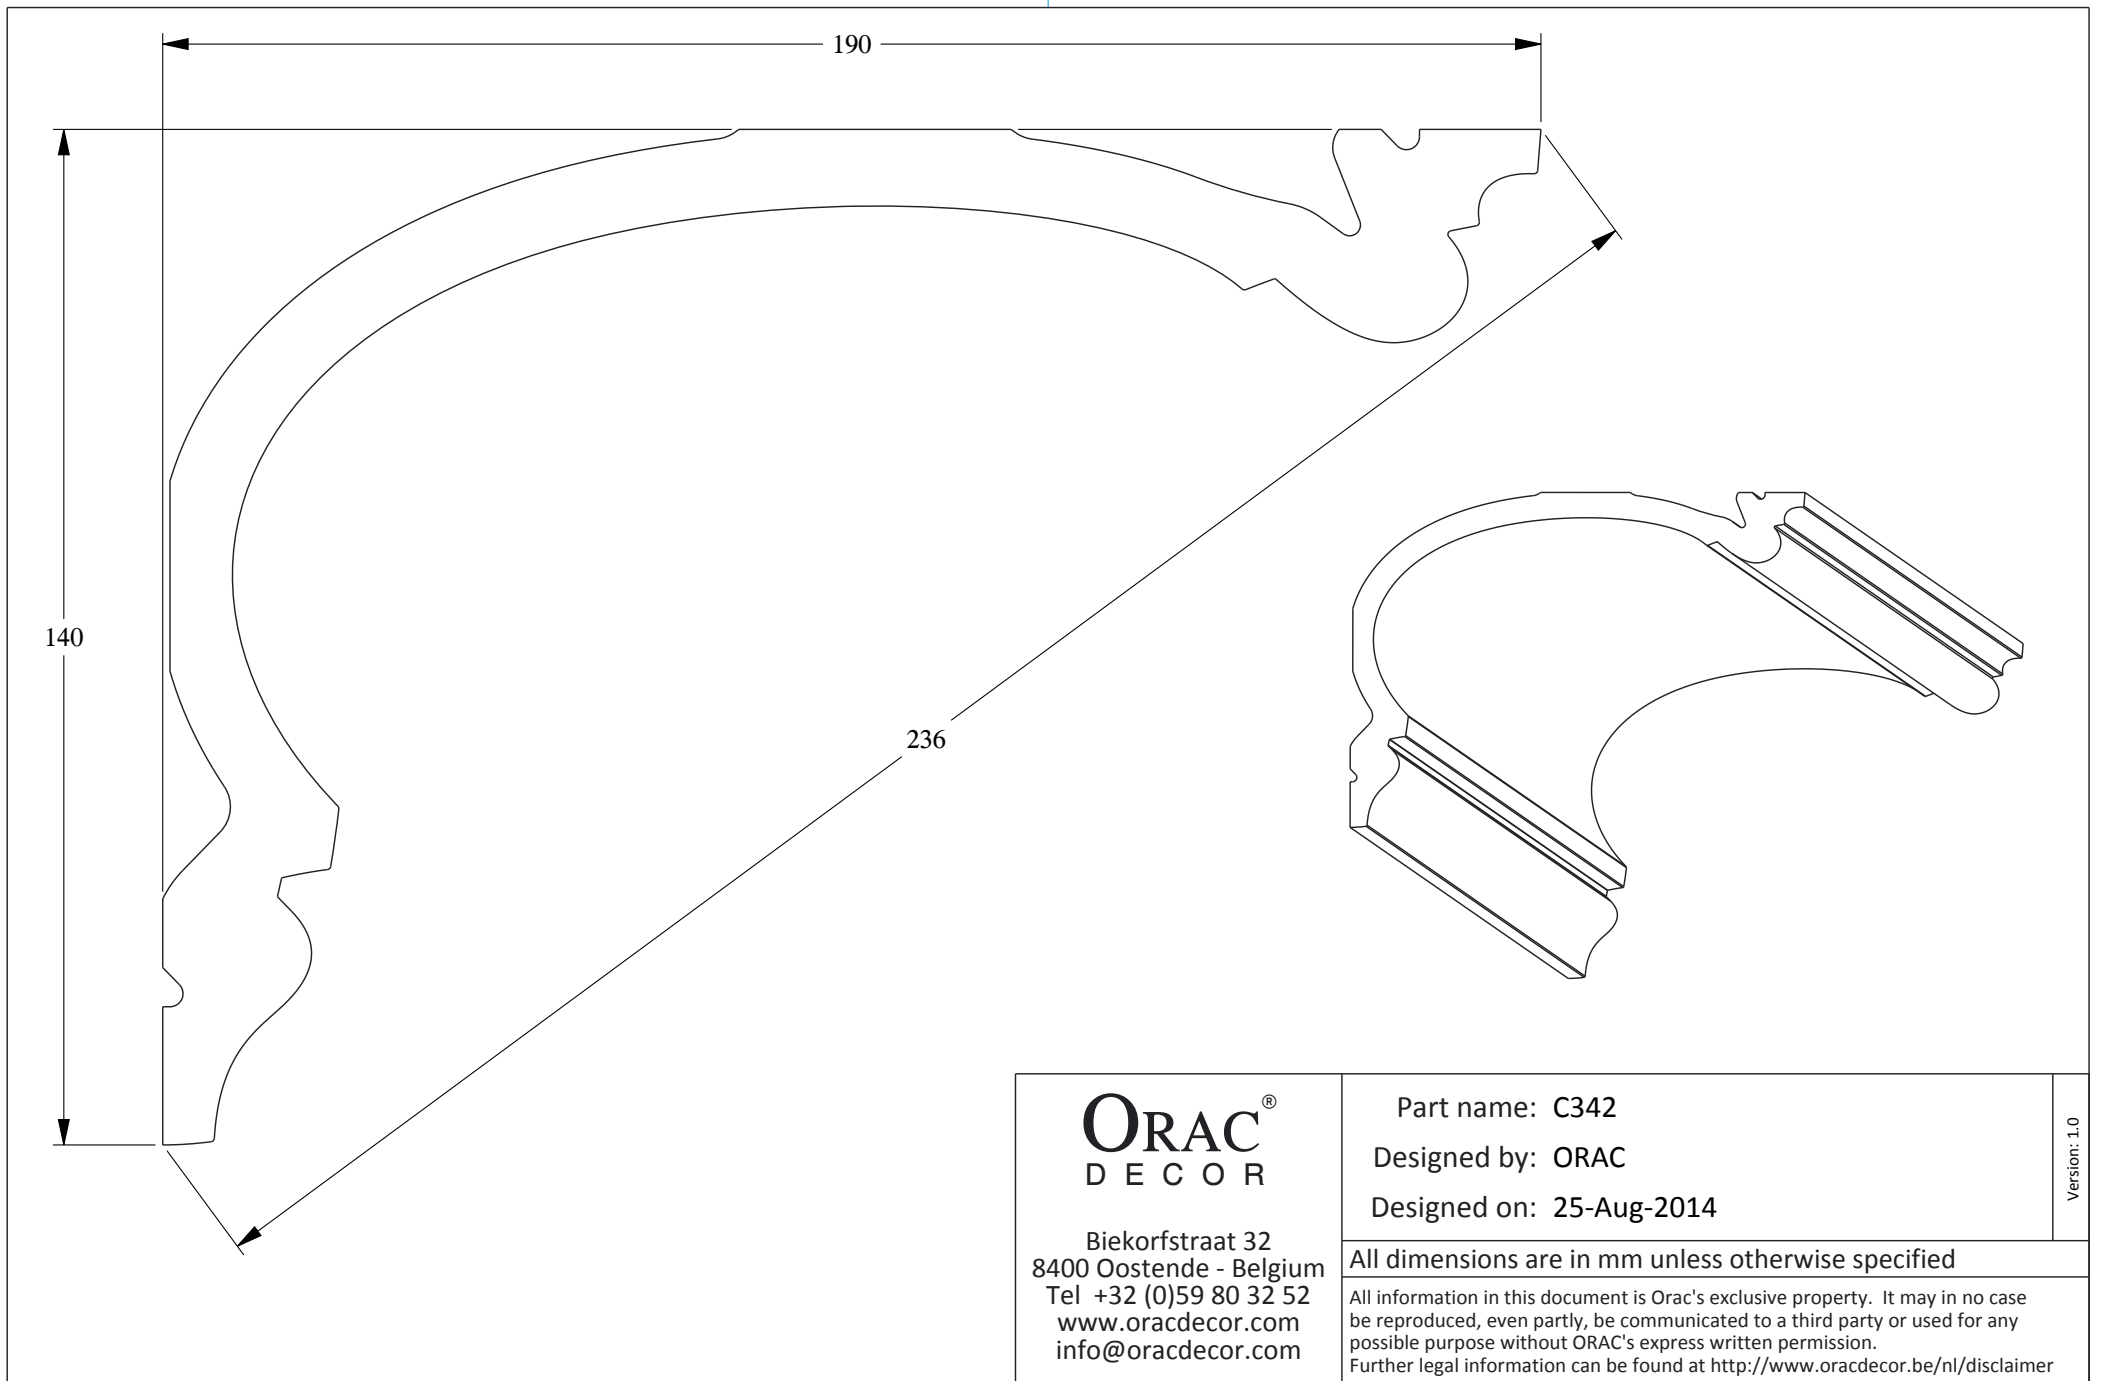 190
140
236
ORAC®
DECOR
Biekorfstraat 32
8400 Oostende - Belgium
Tel +32 (0)59 80 32 52
www.oracdecor.com
info@oracdecor.com
Part name: C342
Designed by: ORAC
Designed on: 25-Aug-2014
Version: 1.0
All dimensions are in mm unless otherwise specified
All information in this document is Orac's exclusive property. It may in no case
be reproduced, even partly, be communicated to a third party or used for any
possible purpose without ORAC's express written permission.
Further legal information can be found at http://www.oracdecor.be/nl/disclaimer